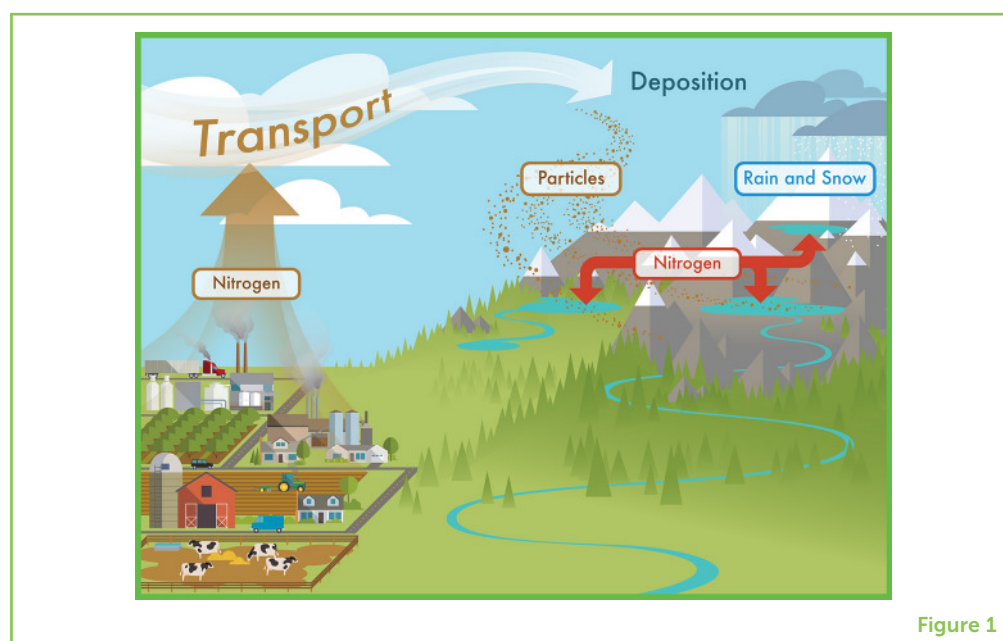 Transport
Deposition
Particles
Rain and Snow
Nitrogen
Nitrogen
Figure 1